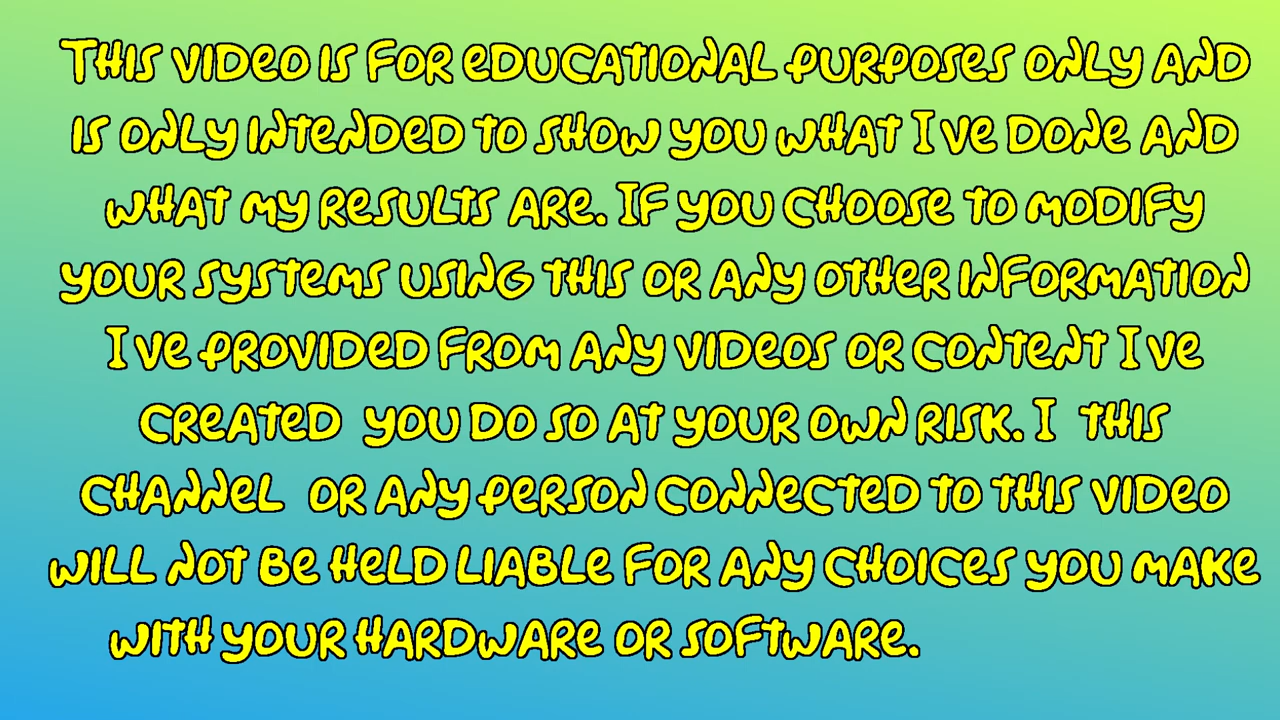 This video is for educational purposes only and
is only intended to show you what I ve done and
what my results are. If you choose to modify
your systems using this or any other information
I ve provided from any videos or content I ve
created you do so at your own risk. I this
channel or any person connected to this video
will not be held liable for any choices you make
with your hardware or software.